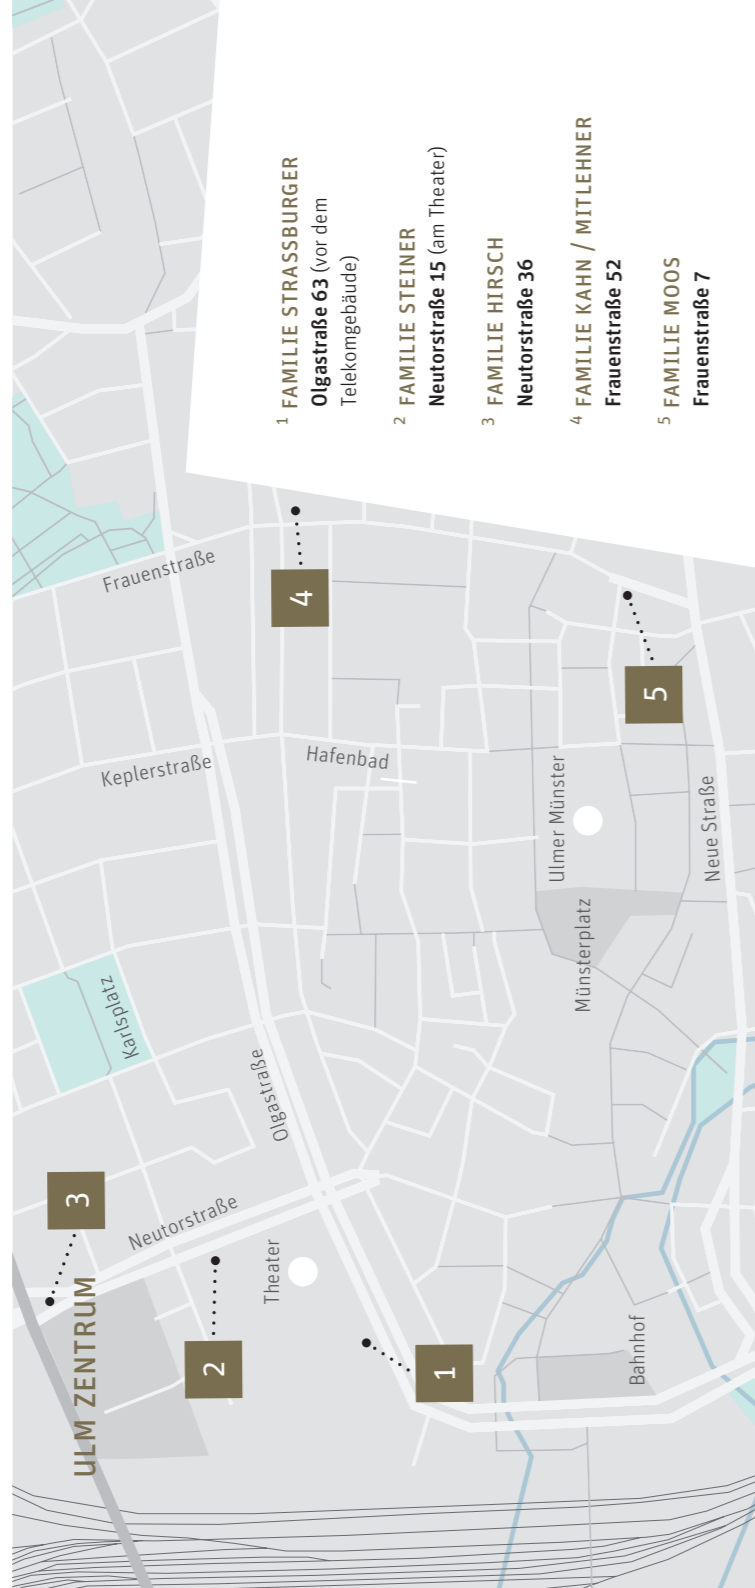 ULM ZENTRUM
3
Neutorstraße
2
Theater
1
Bahnhof
Karlsplatz
Olgastraße
Keplerstraße
Hafenbad
Frauenstraße
4
Ulmer Münster
Münsterplatz
5
Neue Straße
1 FAMILIE STRASSBURGER
Olgastraße 63 (vor dem
Telekomgebäude)
2 FAMILIE STEINER
Neutorstraße 15 (am Theater)
3 FAMILIE HIRSCH
Neutorstraße 36
4 FAMILIE KAHN / MITLEHNER
Frauenstraße 52
5 FAMILIE MOOS
Frauenstraße 7